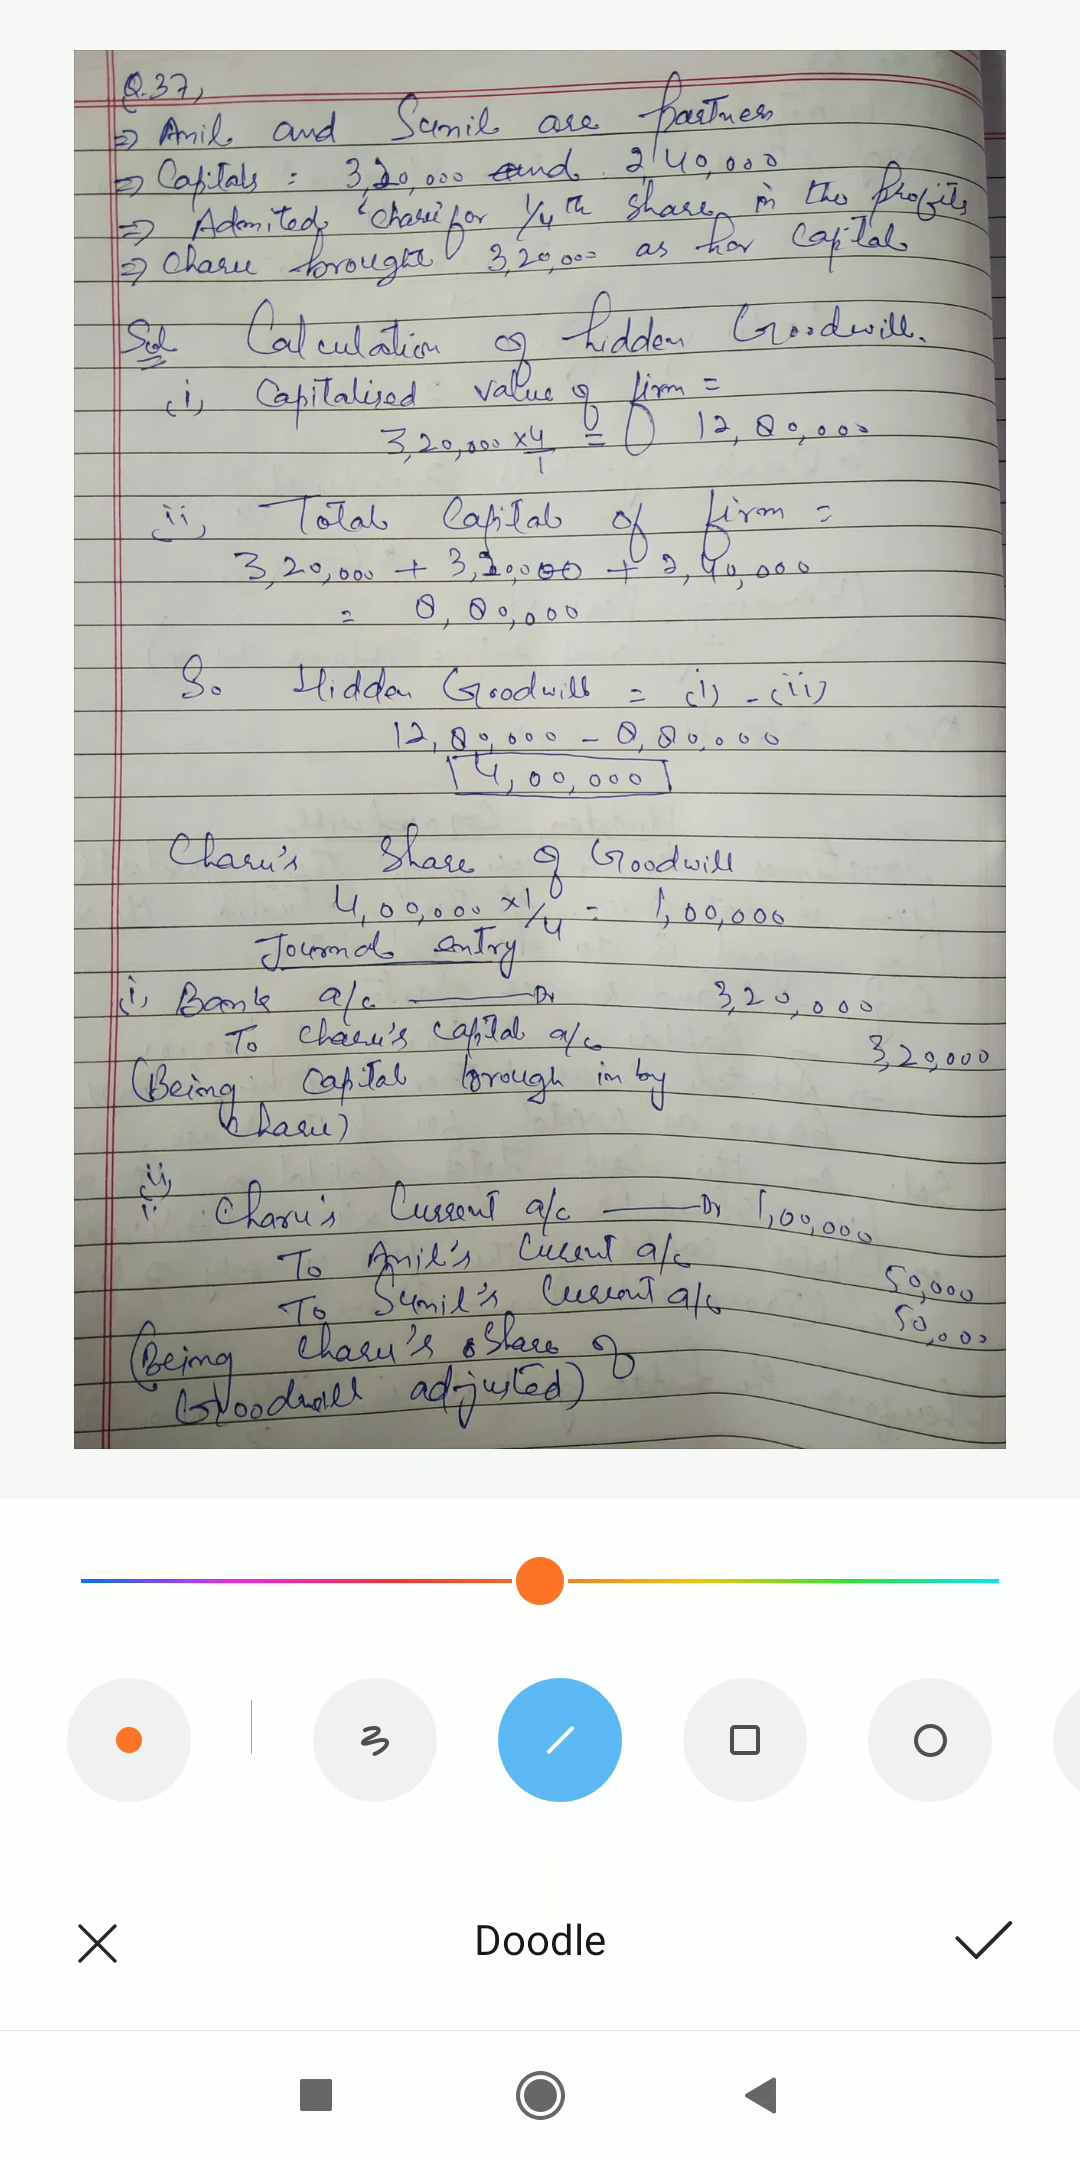 Q.37,
⇒ Anil and Sunil are partners
⇒ Capitals : 3,20,000 and 2,40,000
⇒ Admited Charu for 1/4 th share in the profits
⇒ Charu brought 3,20,000 as her Capital
Sol Calculation of hidden Goodwill.
i, Capitalised value of firm =
3,20,000 × 4/1 = 12,80,000
ii, Total Capital of firm =
3,20,000 + 3,20,000 + 2,40,000
= 8,80,000
So Hidden Goodwill = (i) - (ii)
12,80,000 - 8,80,000
4,00,000
Charu's Share of Goodwill
4,00,000 × 1/4 = 1,00,000
Journal entry
i, Bank a/c Dr 3,20,000
To Charu's capital a/c 3,20,000
(Being Capital brough in by
Charu)
ii, Charu's Current a/c Dr 1,00,000
To Anil's Current a/c 50,000
To Sunil's Current a/c 50,000
(Being Charu's Share of
Goodwill adjusted)
Doodle